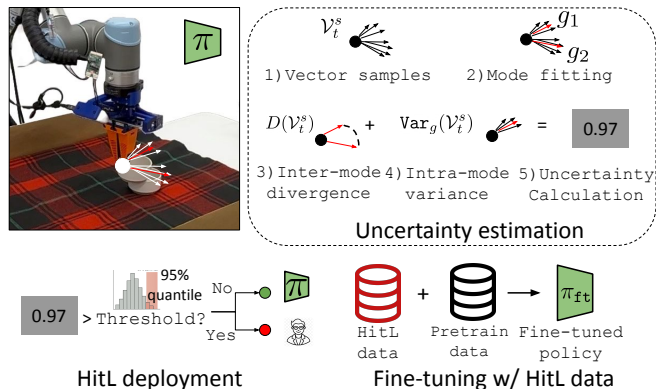 π
𝒱ₜˢ
g₁
g₂
1)Vector samples
2)Mode fitting
D(𝒱ₜˢ)
+
Var_g(𝒱ₜˢ)
=
0.97
3)Inter-mode
divergence
4)Intra-mode
variance
5)Uncertainty
Calculation
Uncertainty estimation
95%
quantile
0.97
> Threshold?
No
Yes
π
HitL deployment
+
π_ft
HitL
data
Pretrain
data
Fine-tuned
policy
Fine-tuning w/ HitL data